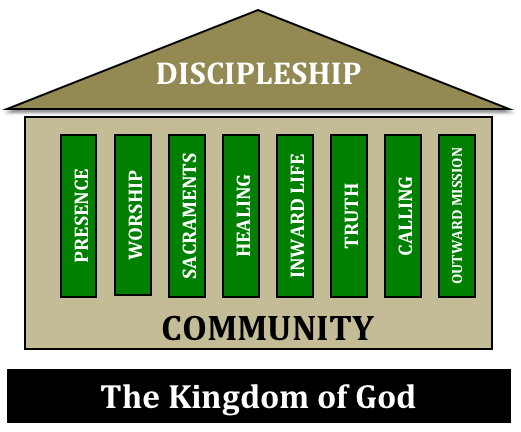 DISCIPLESHIP
PRESENCE
WORSHIP
SACRAMENTS
HEALING
INWARD LIFE
TRUTH
CALLING
OUTWARD MISSION
COMMUNITY
The Kingdom of God